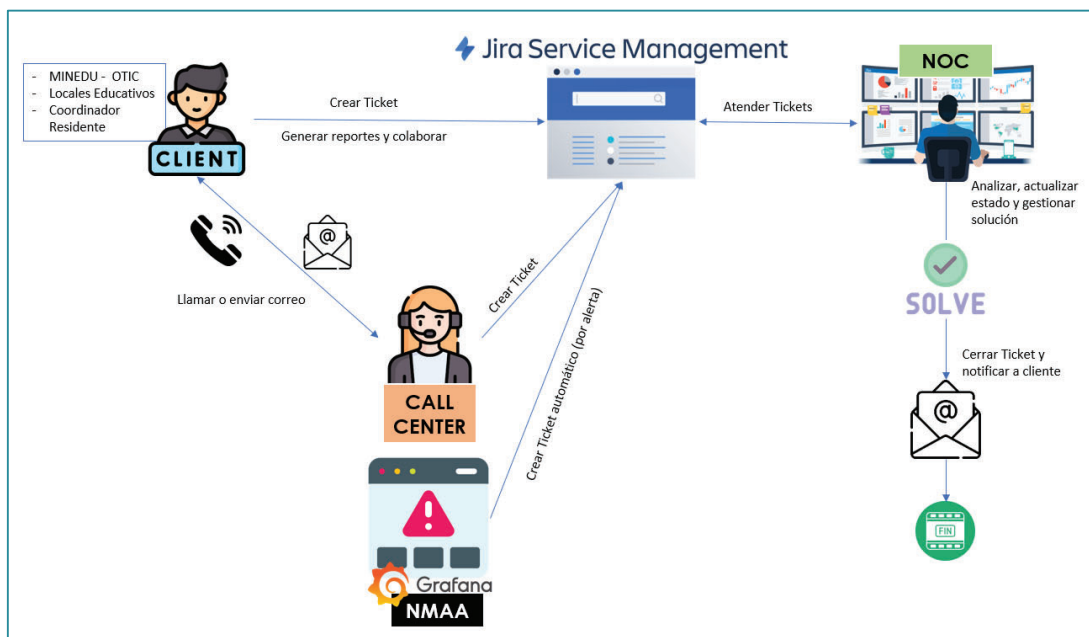 Jira Service Management
NOC
- MINEDU - OTIC
- Locales Educativos
- Coordinador
Residente
CLIENT
Crear Ticket
Generar reportes y colaborar
Atender Tickets
Analizar, actualizar
estado y gestionar
solución
Llamar o enviar correo
@
Crear Ticket
Crear Ticket automático (por alerta)
SOLVE
CALL
CENTER
Cerrar Ticket y
notificar a cliente
@
FIN
Grafana
NMAA